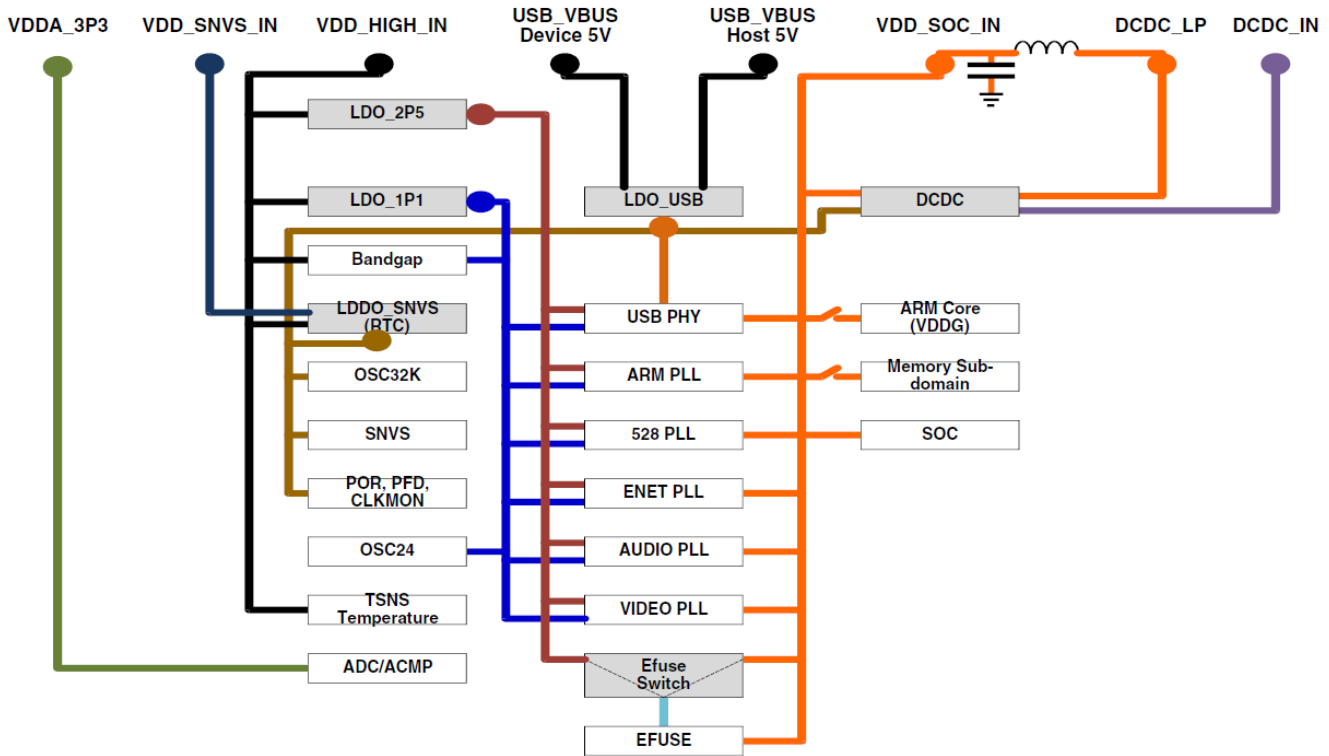 VDDA_3P3
VDD_SNVS_IN
VDD_HIGH_IN
USB_VBUS
Device 5V
USB_VBUS
Host 5V
VDD_SOC_IN
DCDC_LP
DCDC_IN
LDO_2P5
LDO_1P1
LDO_USB
DCDC
Bandgap
LDDO_SNVS
(RTC)
USB PHY
ARM Core
(VDDG)
OSC32K
ARM PLL
Memory Sub-
domain
SNVS
528 PLL
SOC
POR, PFD,
CLKMON
ENET PLL
OSC24
AUDIO PLL
TSNS
Temperature
VIDEO PLL
ADC/ACMP
Efuse
Switch
EFUSE